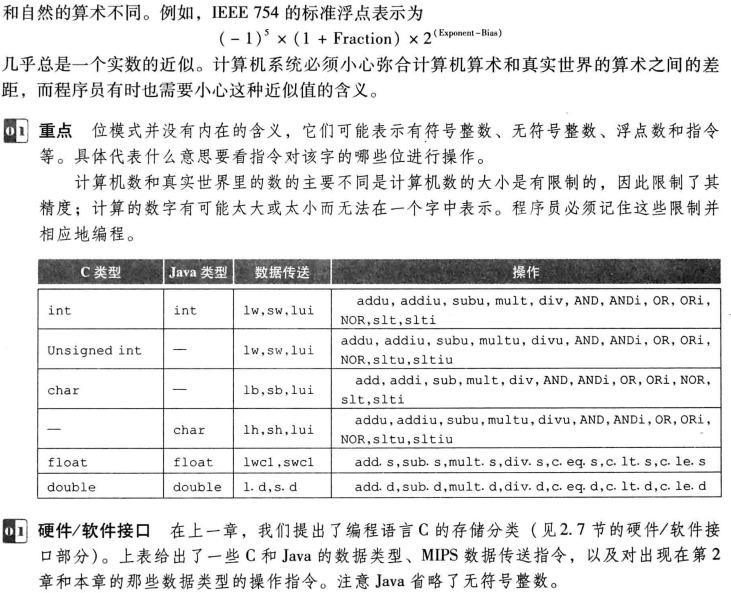 和自然的算术不同。例如，IEEE 754 的标准浮点表示为
(－1)⁵ × (1 + Fraction) × 2^(Exponent－Bias)
几乎总是一个实数的近似。计算机系统必须小心弥合计算机算术和真实世界的算术之间的差
距，而程序员有时也需要小心这种近似值的含义。
重点 位模式并没有内在的含义，它们可能表示有符号整数、无符号整数、浮点数和指令
等。具体代表什么意思要看指令对该字的哪些位进行操作。
计算机数和真实世界里的数的主要不同是计算机数的大小是有限制的，因此限制了其
精度；计算的数字有可能太大或太小而无法在一个字中表示。程序员必须记住这些限制并
相应地编程。
C 类型 Java 类型 数据传送 操作
int int lw,sw,lui addu, addiu, subu, mult, div, AND, ANDi, OR, ORi,
NOR,slt,slti
Unsigned int — lw,sw,lui addu, addiu, subu, multu, divu, AND, ANDi, OR, ORi,
NOR,sltu,sltiu
char — lb,sb,lui add,addi,sub,mult,div,AND,ANDi,OR,ORi,NOR,
slt,slti
— char lh,sh,lui addu,addiu,subu,multu,divu,AND,ANDi,OR,ORi,
NOR,sltu,sltiu
float float lwc1,swc1 add.s,sub.s,mult.s,div.s,c.eq.s,c.lt.s,c.le.s
double double l.d,s.d add.d,sub.d,mult.d,div.d,c.eq.d,c.lt.d,c.le.d
硬件/软件接口 在上一章，我们提出了编程语言 C 的存储分类（见2.7 节的硬件/软件接
口部分）。上表给出了一些 C 和 Java 的数据类型、MIPS 数据传送指令，以及对出现在第 2
章和本章的那些数据类型的操作指令。注意 Java 省略了无符号整数。